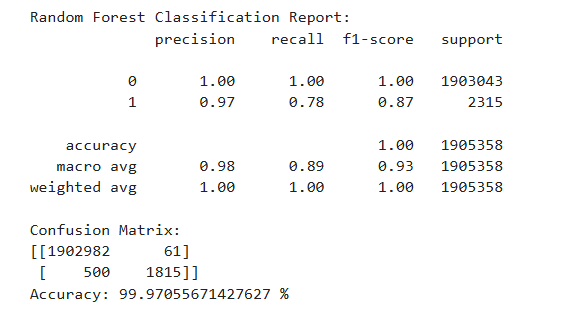 Random Forest Classification Report:
precision recall f1-score support
0 1.00 1.00 1.00 1903043
1 0.97 0.78 0.87 2315
accuracy 1.00 1905358
macro avg 0.98 0.89 0.93 1905358
weighted avg 1.00 1.00 1.00 1905358
Confusion Matrix:
[[1902982 61]
[ 500 1815]]
Accuracy: 99.97055671427627 %